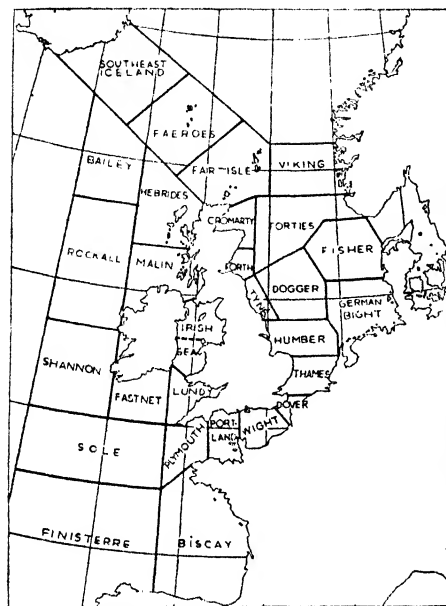 SOUTHEAST
ICELAND
FAEROES
FAIR ISLE
VIKING
BAILEY
HEBRIDES
CROMARTY
FORTIES
FISHER
ROCKALL
MALIN
FORTH
DOGGER
TYNE
GERMAN
BIGHT
IRISH
SEA
HUMBER
SHANNON
FASTNET
LUNDY
THAMES
DOVER
SOLE
PLYMOUTH
PORT-
LAND
WIGHT
FINISTERRE
BISCAY